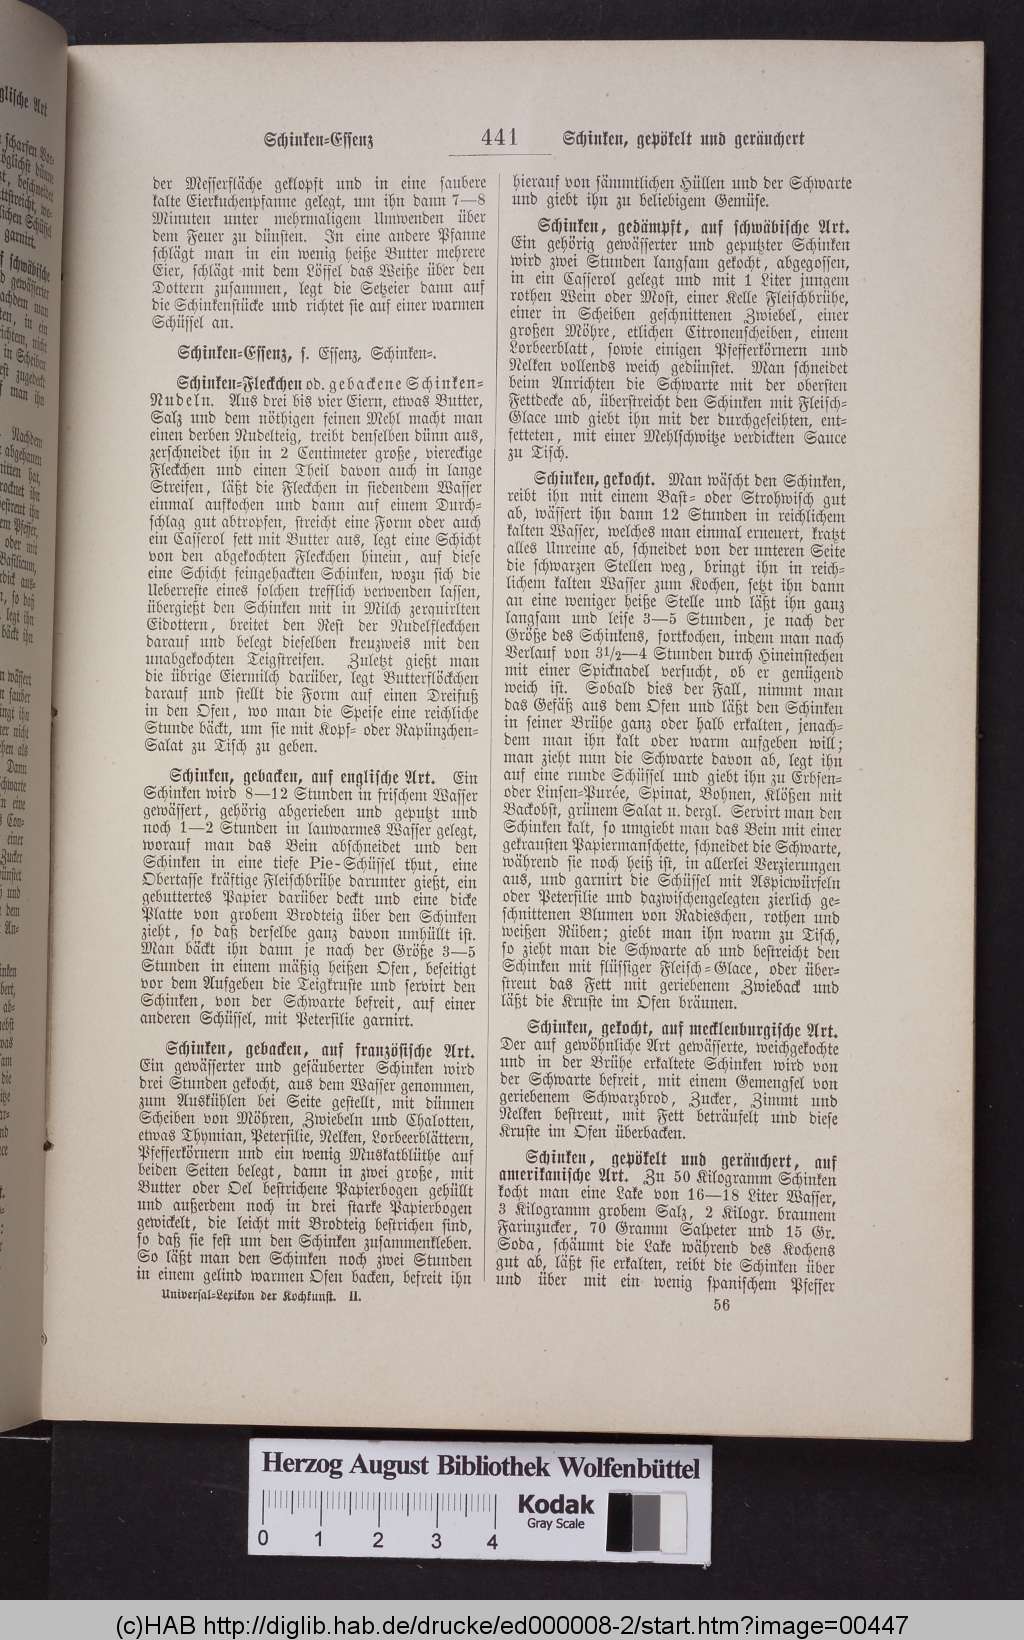 Schinken-Essenz 441 Schinken, gepökelt und geräuchert
der Messerfläche geklopft und in eine saubere
kalte Eierkuchenpfanne gelegt, um ihn dann 7—8
Minuten unter mehrmaligem Umwenden über
dem Feuer zu dünsten. In eine andere Pfanne
schlägt man in ein wenig heiße Butter mehrere
Eier, schlägt mit dem Löffel das Weiße über den
Dottern zusammen, legt die Setzeier dann auf
die Schinkenstücke und richtet sie auf einer warmen
Schüssel an.
Schinken-Essenz, s. Essenz, Schinken-.
Schinken-Fleckchen od. gebackene Schinken-
Nudeln. Aus drei bis vier Eiern, etwas Butter,
Salz und dem nöthigen feinen Mehl macht man
einen derben Nudelteig, treibt denselben dünn aus,
zerschneidet ihn in 2 Centimeter große, viereckige
Fleckchen und einen Theil davon auch in lange
Streifen, läßt die Fleckchen in siedendem Wasser
einmal aufkochen und dann auf einem Durch-
schlag gut abtropfen, streicht eine Form oder auch
ein Casserol fett mit Butter aus, legt eine Schicht
von den abgekochten Fleckchen hinein, auf diese
eine Schicht feingehackten Schinken, wozu sich die
Ueberreste eines solchen trefflich verwenden lassen,
übergießt den Schinken mit in Milch zerquirlten
Eidottern, breitet den Rest der Nudelfleckchen
darauf und belegt dieselben kreuzweis mit den
unabgekochten Teigstreifen. Zuletzt gießt man
die übrige Eiermilch darüber, legt Butterflöckchen
darauf und stellt die Form auf einen Dreifuß
in den Ofen, wo man die Speise eine reichliche
Stunde bäckt, um sie mit Kopf- oder Rapünzchen-
Salat zu Tisch zu geben.
Schinken, gebacken, auf englische Art. Ein
Schinken wird 8—12 Stunden in frischem Wasser
gewässert, gehörig abgerieben und geputzt und
noch 1—2 Stunden in lauwarmes Wasser gelegt,
worauf man das Bein abschneidet und den
Schinken in eine tiefe Pie-Schüssel thut, eine
Obertasse kräftige Fleischbrühe darunter gießt, ein
gebuttertes Papier darüber deckt und eine dicke
Platte von grobem Brodteig über den Schinken
zieht, so daß derselbe ganz davon umhüllt ist.
Man bäckt ihn dann je nach der Größe 3—5
Stunden in einem mäßig heißen Ofen, beseitigt
vor dem Aufgeben die Teigkruste und servirt den
Schinken, von der Schwarte befreit, auf einer
anderen Schüssel, mit Petersilie garnirt.
Schinken, gebacken, auf französische Art.
Ein gewässerter und gesäuberter Schinken wird
drei Stunden gekocht, aus dem Wasser genommen,
zum Auskühlen bei Seite gestellt, mit dünnen
Scheiben von Möhren, Zwiebeln und Chalotten,
etwas Thymian, Petersilie, Nelken, Lorbeerblättern,
Pfefferkörnern und ein wenig Muskatblüthe auf
beiden Seiten belegt, dann in zwei große, mit
Butter oder Oel bestrichene Papierbogen gehüllt
und außerdem noch in drei starke Papierbogen
gewickelt, die leicht mit Brodteig bestrichen sind,
so daß sie fest um den Schinken zusammenkleben.
So läßt man den Schinken noch zwei Stunden
in einem gelind warmen Ofen backen, befreit ihn
Universal-Lexikon der Kochkunst. II.
hierauf von sämmtlichen Hüllen und der Schwarte
und giebt ihn zu beliebigem Gemüse.
Schinken, gedämpft, auf schwäbische Art.
Ein gehörig gewässerter und geputzter Schinken
wird zwei Stunden langsam gekocht, abgegossen,
in ein Casserol gelegt und mit 1 Liter jungem
rothen Wein oder Most, einer Kelle Fleischbrühe,
einer in Scheiben geschnittenen Zwiebel, einer
großen Möhre, etlichen Citronenscheiben, einem
Lorbeerblatt, sowie einigen Pfefferkörnern und
Nelken vollends weich gedünstet. Man schneidet
beim Anrichten die Schwarte mit der obersten
Fettdecke ab, überstreicht den Schinken mit Fleisch-
Glace und giebt ihn mit der durchgeseihten, ent-
fetteten, mit einer Mehlschwitze verdickten Sauce
zu Tisch.
Schinken, gekocht. Man wäscht den Schinken,
reibt ihn mit einem Bast- oder Strohwisch gut
ab, wässert ihn dann 12 Stunden in reichlichem
kalten Wasser, welches man einmal erneuert, kratzt
alles Unreine ab, schneidet von der unteren Seite
die schwarzen Stellen weg, bringt ihn in reich-
lichem kalten Wasser zum Kochen, setzt ihn dann
an eine weniger heiße Stelle und läßt ihn ganz
langsam und leise 3—5 Stunden, je nach der
Größe des Schinkens, fortkochen, indem man nach
Verlauf von 3½—4 Stunden durch Hineinstechen
mit einer Spicknadel versucht, ob er genügend
weich ist. Sobald dies der Fall, nimmt man
das Gefäß aus dem Ofen und läßt den Schinken
in seiner Brühe ganz oder halb erkalten, jenach-
dem man ihn kalt oder warm aufgeben will;
man zieht nun die Schwarte davon ab, legt ihn
auf eine runde Schüssel und giebt ihn zu Erbsen-
oder Linsen-Purée, Spinat, Bohnen, Klößen mit
Backobst, grünem Salat u. dergl. Servirt man den
Schinken kalt, so umgiebt man das Bein mit einer
gekrausten Papiermanschette, schneidet die Schwarte,
während sie noch heiß ist, in allerlei Verzierungen
aus, und garnirt die Schüssel mit Aspicwürfeln
oder Petersilie und dazwischengelegten zierlich ge-
schnittenen Blumen von Radieschen, rothen und
weißen Rüben; giebt man ihn warm zu Tisch,
so zieht man die Schwarte ab und bestreicht den
Schinken mit flüssiger Fleisch-Glace, oder über-
streut das Fett mit geriebenem Zwieback und
läßt die Kruste im Ofen bräunen.
Schinken, gekocht, auf mecklenburgische Art.
Der auf gewöhnliche Art gewässerte, weichgekochte
und in der Brühe erkaltete Schinken wird von
der Schwarte befreit, mit einem Gemengsel von
geriebenem Schwarzbrod, Zucker, Zimmt und
Nelken bestreut, mit Fett beträufelt und diese
Kruste im Ofen überbacken.
Schinken, gepökelt und geräuchert, auf
amerikanische Art. Zu 50 Kilogramm Schinken
kocht man eine Lake von 16—18 Liter Wasser,
3 Kilogramm grobem Salz, 2 Kilogr. braunem
Farinzucker, 70 Gramm Salpeter und 15 Gr.
Soda, schäumt die Lake während des Kochens
gut ab, läßt sie erkalten, reibt die Schinken über
und über mit ein wenig spanischem Pfeffer
56
Herzog August Bibliothek Wolfenbüttel
0 1 2 3 4
Kodak
Gray Scale
(c)HAB http://diglib.hab.de/drucke/ed000008-2/start.htm?image=00447